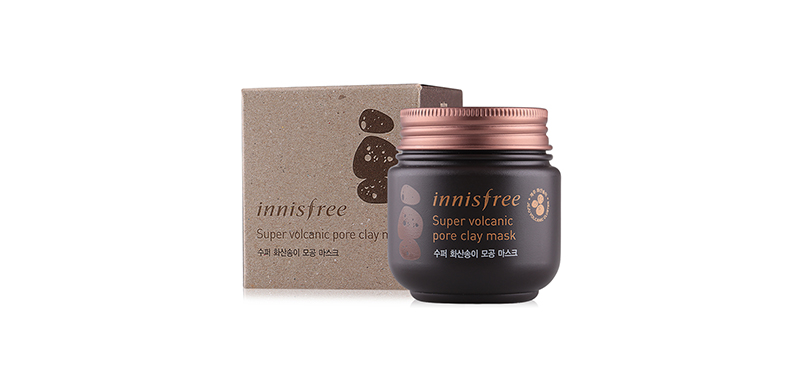 innisfree
Super volcanic pore clay
수퍼 화산송이 모공 마스크
innisfree
Super volcanic
pore clay mask
수퍼 화산송이 모공 마스크